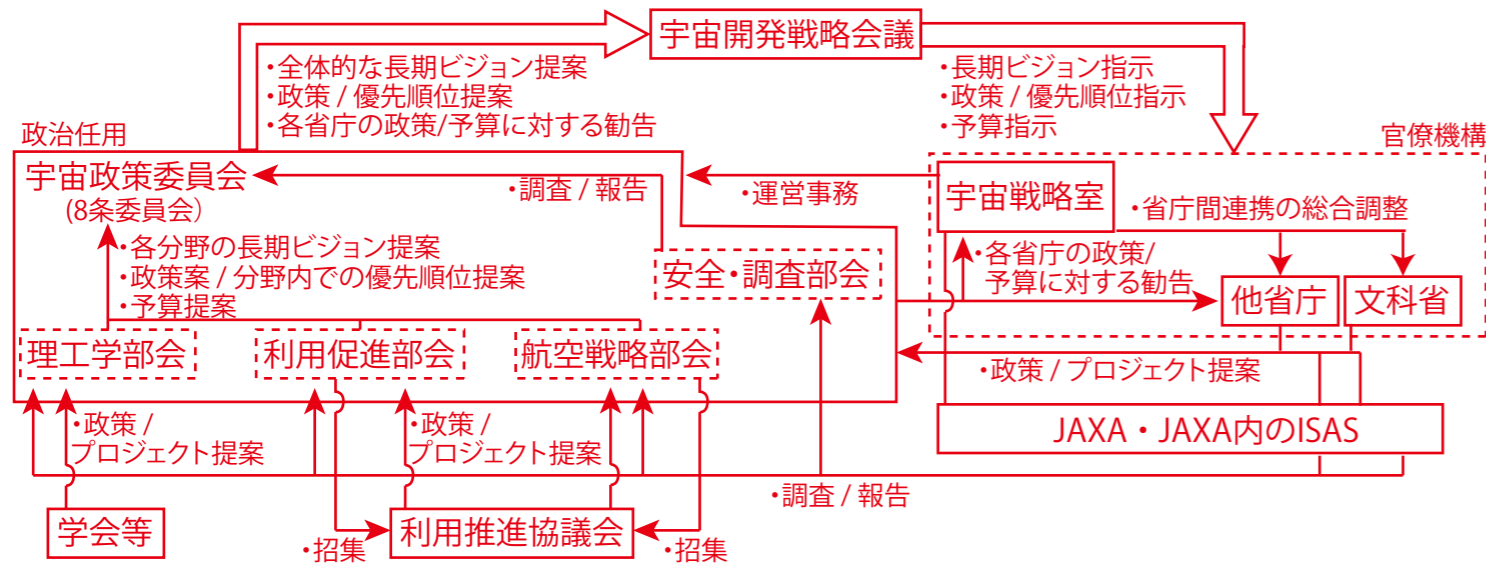 宇宙開発戦略会議
・全体的な長期ビジョン提案
・政策 / 優先順位提案
・各省庁の政策/予算に対する勧告
・長期ビジョン指示
・政策 / 優先順位指示
・予算指示
政治任用
官僚機構
宇宙政策委員会
(8条委員会)
・調査 / 報告
・運営事務
宇宙戦略室
・省庁間連携の総合調整
・各分野の長期ビジョン提案
・政策案 / 分野内での優先順位提案
・予算提案
安全・調査部会
・各省庁の政策/
予算に対する勧告
他省庁
文科省
理工学部会
利用促進部会
航空戦略部会
・政策 / プロジェクト提案
JAXA・JAXA内のISAS
・政策 /
プロジェクト提案
・政策 /
プロジェクト提案
・調査 / 報告
学会等
利用推進協議会
・招集
・招集